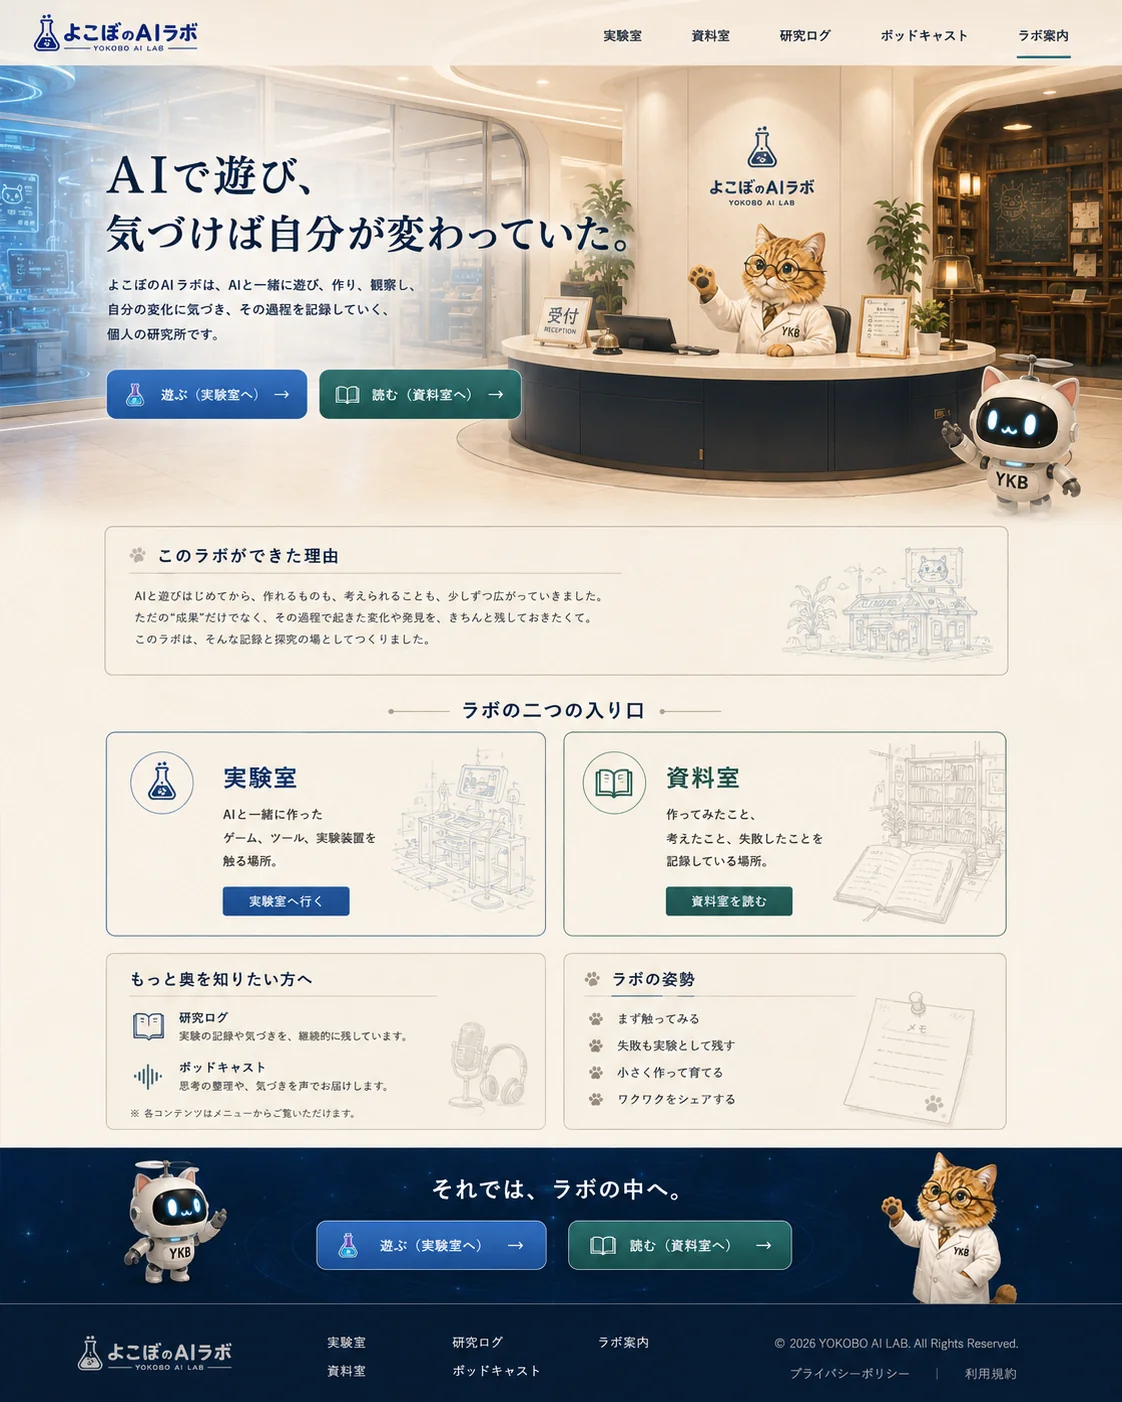 よこぼのAIラボ
YOKOBO AI LAB
実験室
資料室
研究ログ
ポッドキャスト
ラボ案内
AIで遊び、
気づけば自分が変わっていた。
よこぼのAIラボは、AIと一緒に遊び、作り、観察し、
自分の変化に気づき、その過程を記録していく、
個人の研究所です。
遊ぶ（実験室へ） →
読む（資料室へ） →
よこぼのAIラボ
YOKOBO AI LAB
受付
RECEPTION
YKB
YKB
このラボができた理由
AIと遊びはじめてから、作れるものも、考えられることも、少しずつ広がっていきました。
ただの“成果”だけでなく、その過程で起きた変化や発見を、きちんと残しておきたくて。
このラボは、そんな記録と探究の場としてつくりました。
ラボの二つの入り口
実験室
AIと一緒に作った
ゲーム、ツール、実験装置を
触る場所。
実験室へ行く
資料室
作ってみたこと、
考えたこと、失敗したことを
記録している場所。
資料室を読む
もっと奥を知りたい方へ
研究ログ
実験の記録や気づきを、継続的に残しています。
ポッドキャスト
思考の整理や、気づきを声でお届けします。
※ 各コンテンツはメニューからご覧いただけます。
ラボの姿勢
まず触ってみる
失敗も実験として残す
小さく作って育てる
ワクワクをシェアする
メモ
それでは、ラボの中へ。
遊ぶ（実験室へ） →
読む（資料室へ） →
YKB
YKB
よこぼのAIラボ
YOKOBO AI LAB
実験室
資料室
研究ログ
ポッドキャスト
ラボ案内
© 2026 YOKOBO AI LAB. All Rights Reserved.
プライバシーポリシー | 利用規約